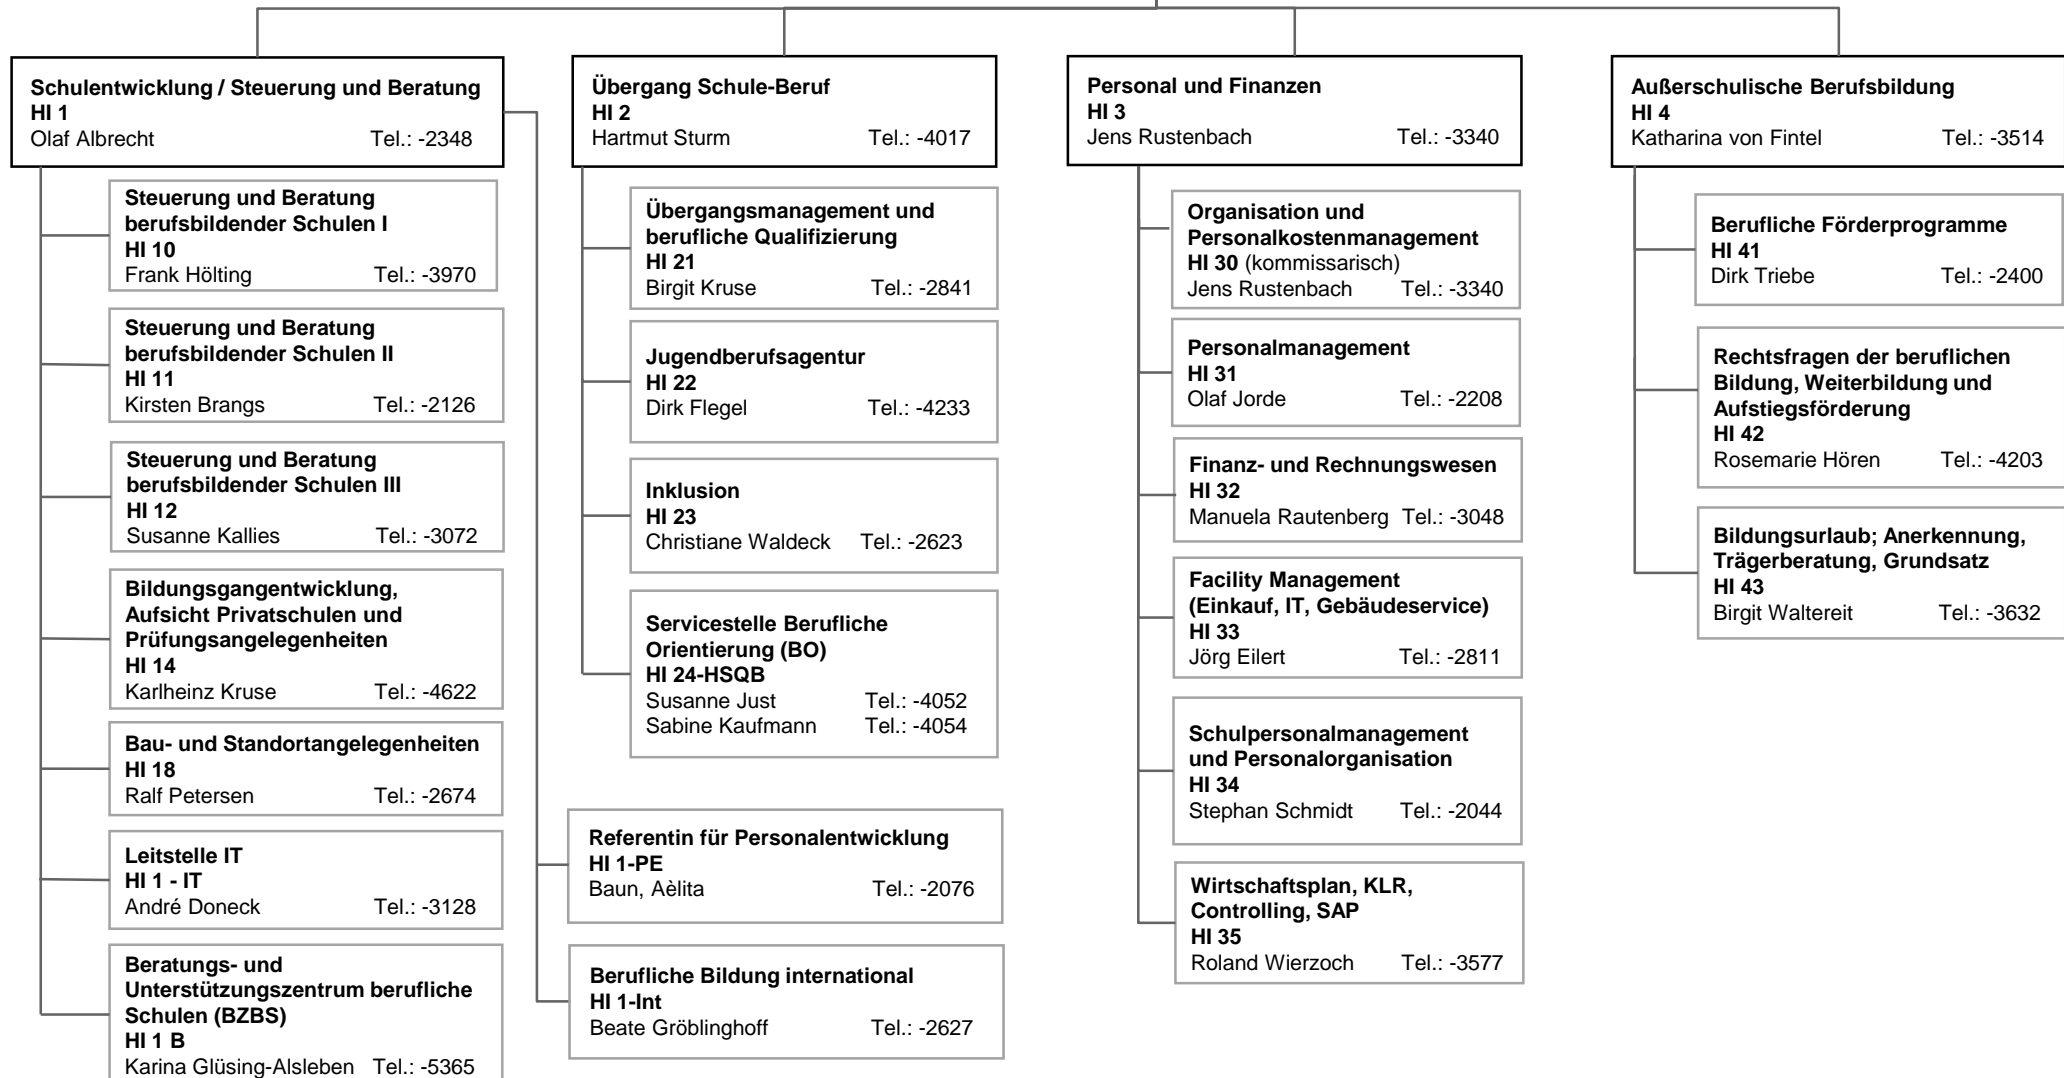 Schulentwicklung / Steuerung und Beratung
HI 1
Olaf Albrecht Tel.: -2348
Steuerung und Beratung
berufsbildender Schulen I
HI 10
Frank Hölting Tel.: -3970
Steuerung und Beratung
berufsbildender Schulen II
HI 11
Kirsten Brangs Tel.: -2126
Steuerung und Beratung
berufsbildender Schulen III
HI 12
Susanne Kallies Tel.: -3072
Bildungsgangentwicklung,
Aufsicht Privatschulen und
Prüfungsangelegenheiten
HI 14
Karlheinz Kruse Tel.: -4622
Bau- und Standortangelegenheiten
HI 18
Ralf Petersen Tel.: -2674
Leitstelle IT
HI 1 - IT
André Doneck Tel.: -3128
Beratungs- und
Unterstützungszentrum berufliche
Schulen (BZBS)
HI 1 B
Karina Glüsing-Alsleben Tel.: -5365
Übergang Schule-Beruf
HI 2
Hartmut Sturm Tel.: -4017
Übergangsmanagement und
berufliche Qualifizierung
HI 21
Birgit Kruse Tel.: -2841
Jugendberufsagentur
HI 22
Dirk Flegel Tel.: -4233
Inklusion
HI 23
Christiane Waldeck Tel.: -2623
Servicestelle Berufliche
Orientierung (BO)
HI 24-HSQB
Susanne Just Tel.: -4052
Sabine Kaufmann Tel.: -4054
Referentin für Personalentwicklung
HI 1-PE
Baun, Aèlita Tel.: -2076
Berufliche Bildung international
HI 1-Int
Beate Gröblinghoff Tel.: -2627
Personal und Finanzen
HI 3
Jens Rustenbach Tel.: -3340
Organisation und
Personalkostenmanagement
HI 30 (kommissarisch)
Jens Rustenbach Tel.: -3340
Personalmanagement
HI 31
Olaf Jorde Tel.: -2208
Finanz- und Rechnungswesen
HI 32
Manuela Rautenberg Tel.: -3048
Facility Management
(Einkauf, IT, Gebäudeservice)
HI 33
Jörg Eilert Tel.: -2811
Schulpersonalmanagement
und Personalorganisation
HI 34
Stephan Schmidt Tel.: -2044
Wirtschaftsplan, KLR,
Controlling, SAP
HI 35
Roland Wierzoch Tel.: -3577
Außerschulische Berufsbildung
HI 4
Katharina von Fintel Tel.: -3514
Berufliche Förderprogramme
HI 41
Dirk Triebe Tel.: -2400
Rechtsfragen der beruflichen
Bildung, Weiterbildung und
Aufstiegsförderung
HI 42
Rosemarie Hören Tel.: -4203
Bildungsurlaub; Anerkennung,
Trägerberatung, Grundsatz
HI 43
Birgit Waltereit Tel.: -3632